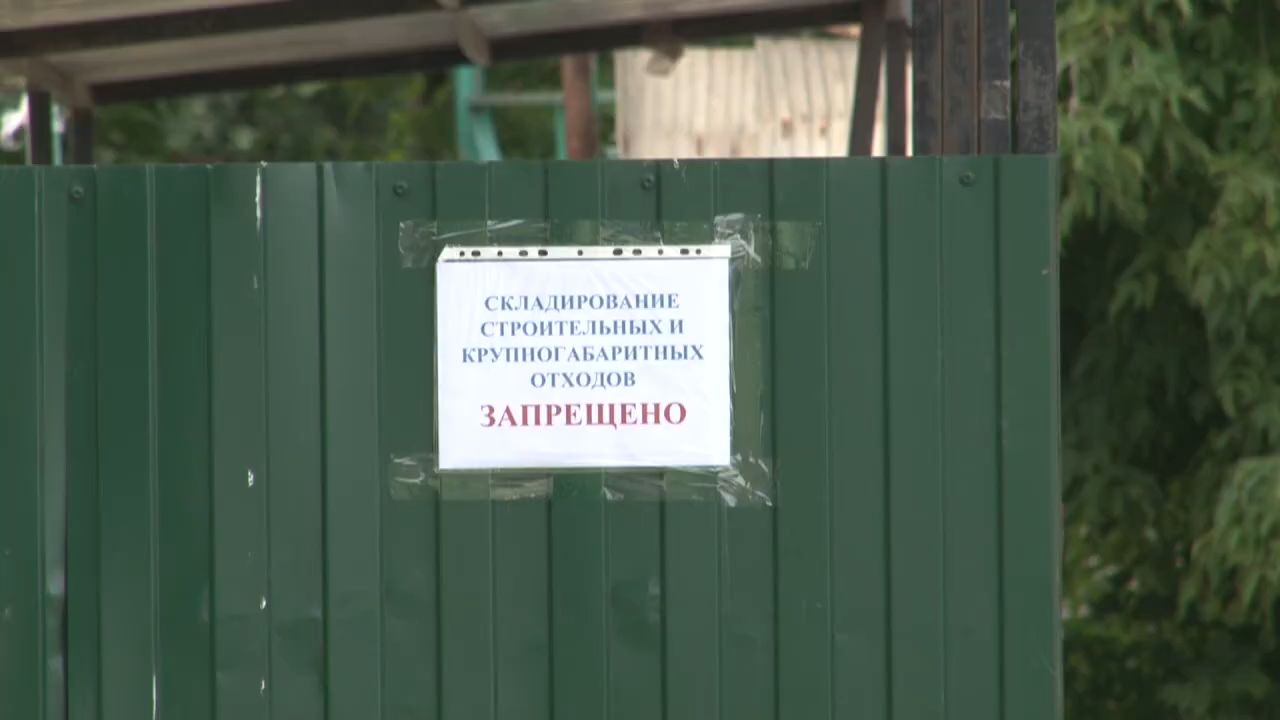 СКЛАДИРОВАНИЕ
СТРОИТЕЛЬНЫХ И
КРУПНОГАБАРИТНЫХ
ОТХОДОВ
ЗАПРЕЩЕНО